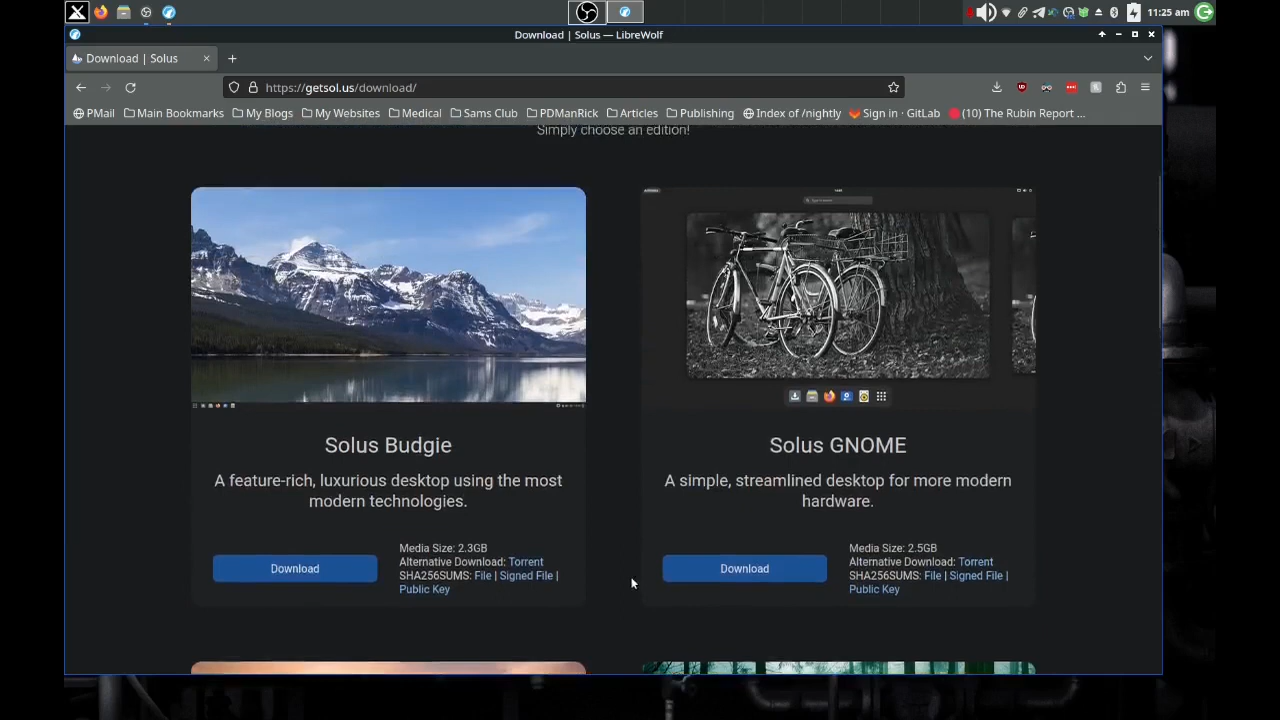 11:25 am
Download | Solus — LibreWolf
Download | Solus
https://getsol.us/download/
PMail Main Bookmarks My Blogs My Websites Medical Sams Club PDManRick Articles Publishing Index of /nightly Sign in · GitLab (10) The Rubin Report ...
Simply choose an edition!
Solus Budgie
A feature-rich, luxurious desktop using the most
modern technologies.
Download
Media Size: 2.3GB
Alternative Download: Torrent
SHA256SUMS: File | Signed File |
Public Key
Solus GNOME
A simple, streamlined desktop for more modern
hardware.
Download
Media Size: 2.5GB
Alternative Download: Torrent
SHA256SUMS: File | Signed File |
Public Key